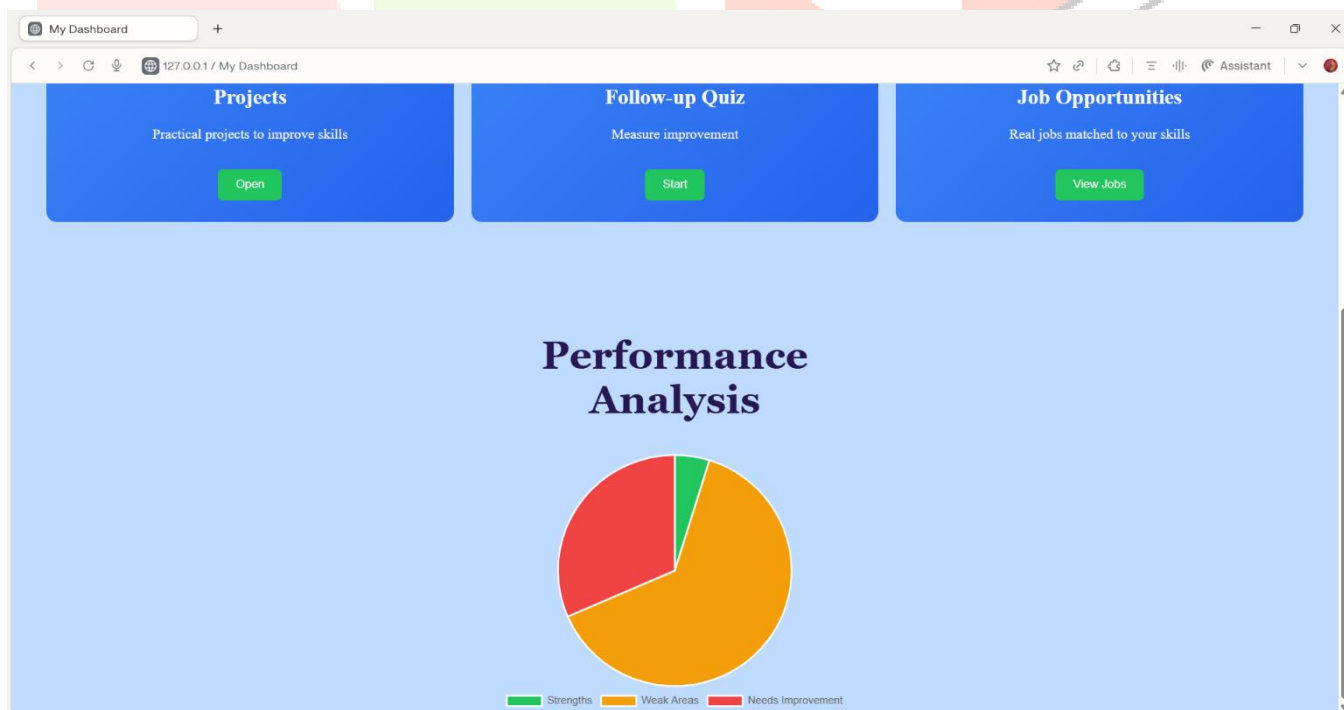 My Dashboard
127.0.0.1 / My Dashboard
Assistant
Projects
Practical projects to improve skills
Open
Follow-up Quiz
Measure improvement
Start
Job Opportunities
Real jobs matched to your skills
View Jobs
Performance
Analysis
Strengths Weak Areas Needs Improvement